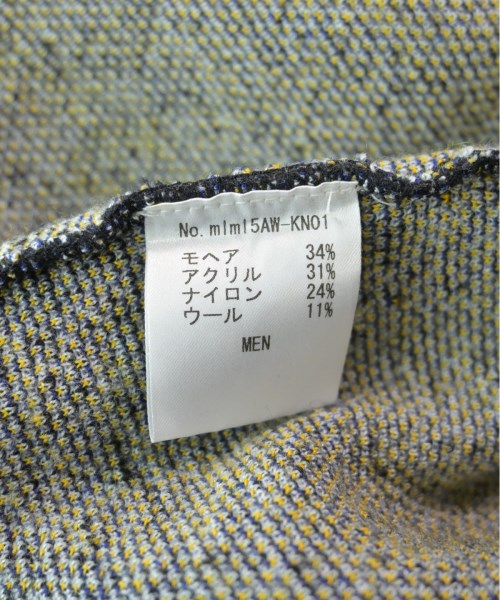 No. mlml5AW-KN01
モヘア 34%
アクリル 31%
ナイロン 24%
ウール 11%
MEN